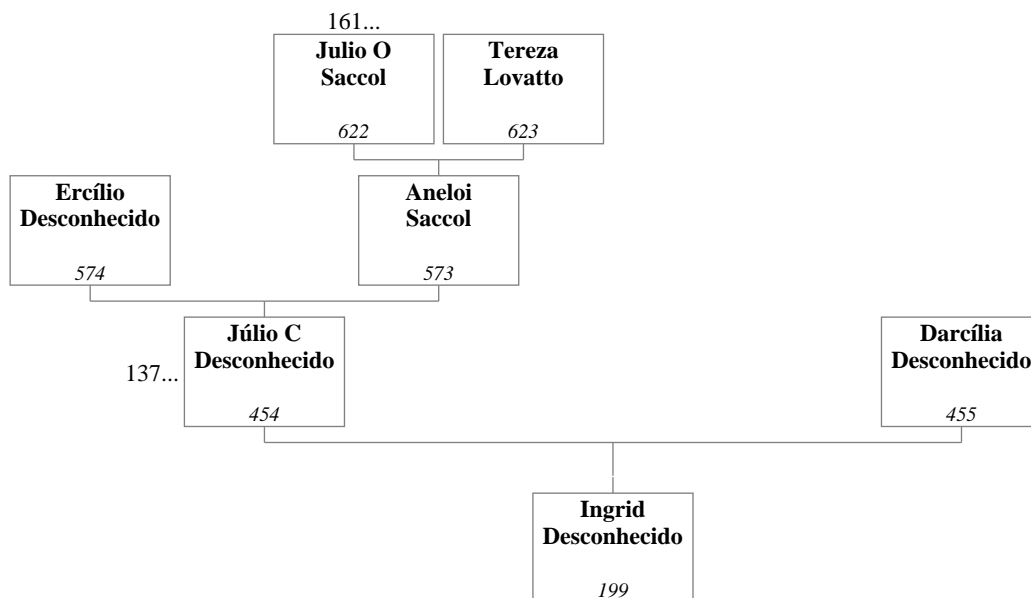 161...
Julio O
Saccol
622
Tereza
Lovatto
623
Ercílio
Desconhecido
574
Aneloi
Saccol
573
Júlio C
Desconhecido
137...
454
Darcília
Desconhecido
455
Ingrid
Desconhecido
199